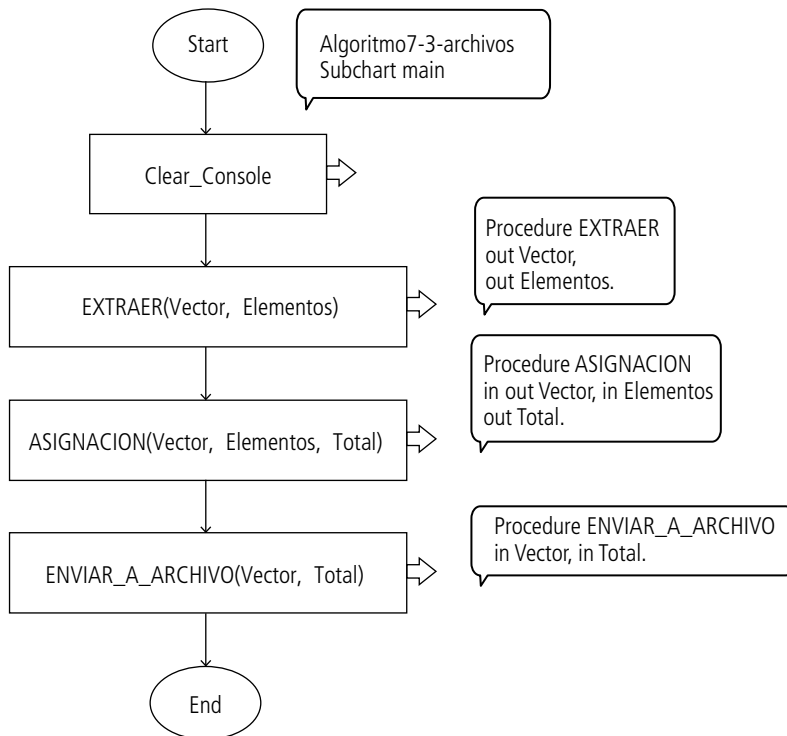 Start
Algoritmo7-3-archivos
Subchart main
Clear_Console
Procedure EXTRAER
out Vector,
out Elementos.
EXTRAER(Vector, Elementos)
Procedure ASIGNACION
in out Vector, in Elementos
out Total.
ASIGNACION(Vector, Elementos, Total)
Procedure ENVIAR_A_ARCHIVO
in Vector, in Total.
ENVIAR_A_ARCHIVO(Vector, Total)
End